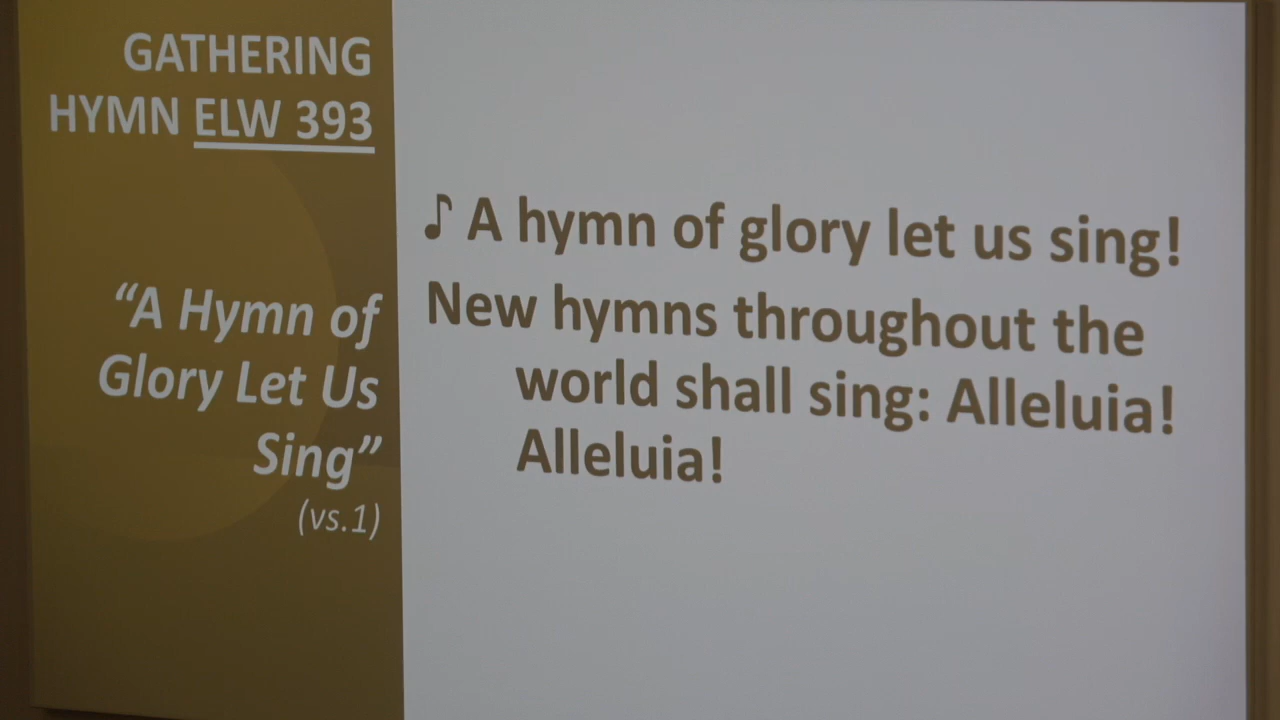 GATHERING
HYMN ELW 393
“A Hymn of
Glory Let Us
Sing”
(vs.1)
♪ A hymn of glory let us sing!
New hymns throughout the
world shall sing: Alleluia!
Alleluia!